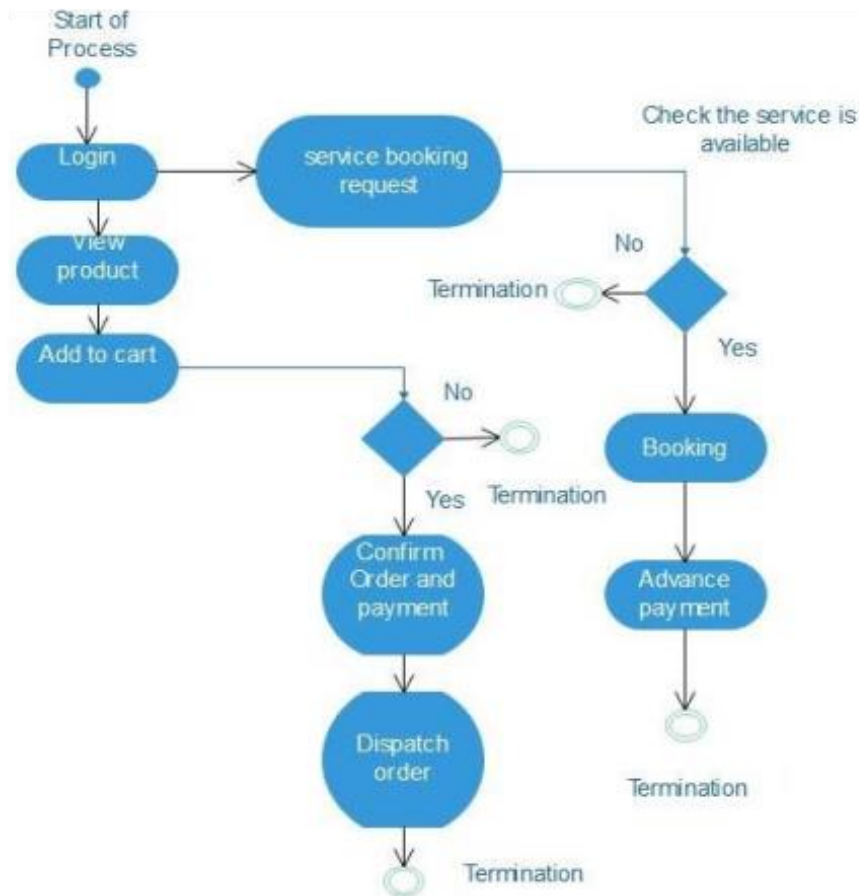 Start of
Process
Login
service booking
request
Check the service is
available
View
product
No
Termination
Yes
Add to cart
No
Booking
Yes
Termination
Confirm
Order and
payment
Advance
payment
Dispatch
order
Termination
Termination